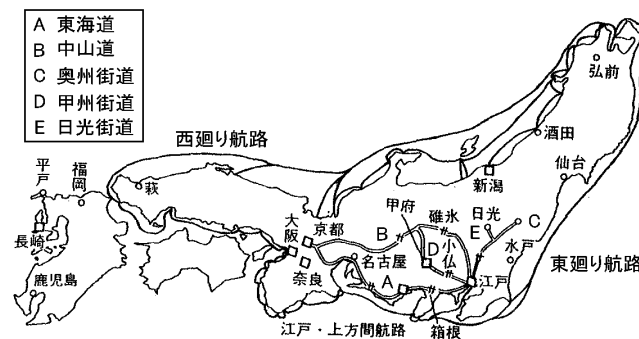 A 東海道
B 中山道
C 奥州街道
D 甲州街道
E 日光街道
弘前
酒田
西廻り航路
仙台
平戸
福岡
萩
新潟
長崎
大阪
京都
甲府
碓氷
日光
C
B
E
D
小仏
水戸
名古屋
奈良
鹿児島
A
江戸
東廻り航路
江戸・上方間航路
箱根